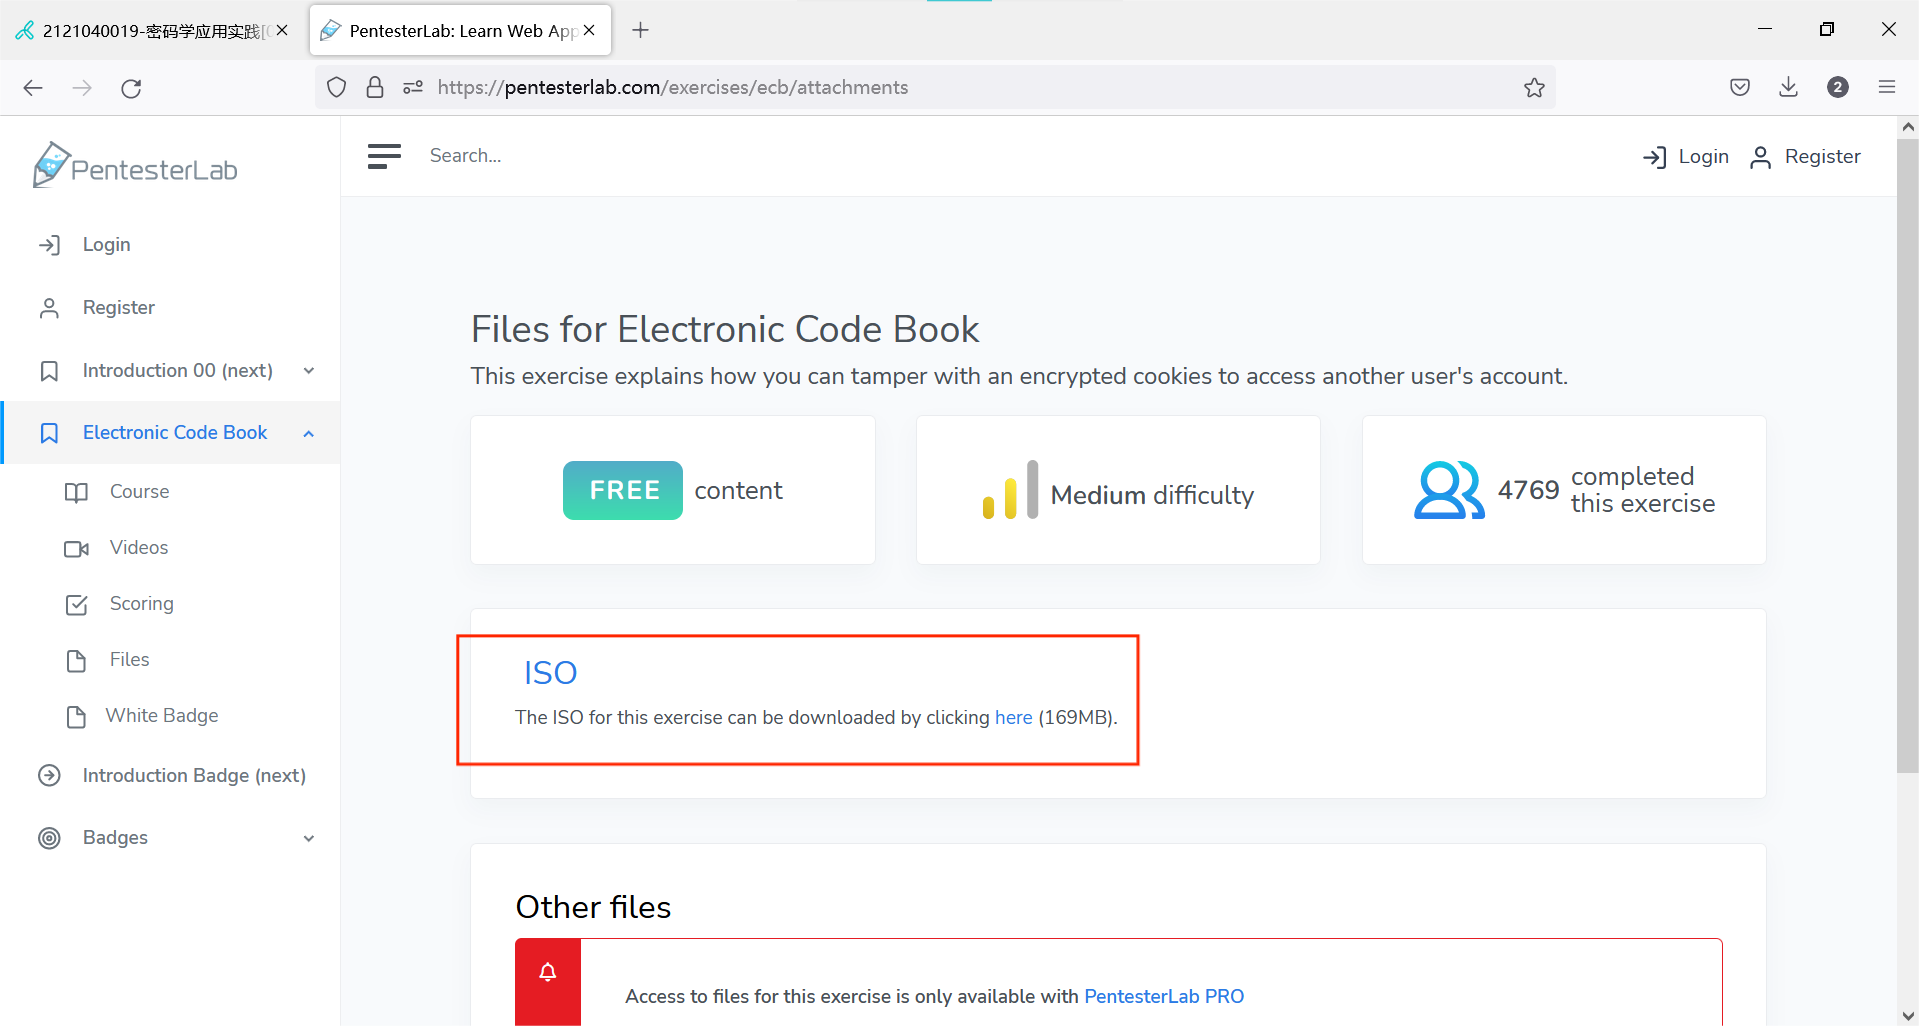 2121040019-密码学应用实践[
PentesterLab: Learn Web App
https://pentesterlab.com/exercises/ecb/attachments
2
PentesterLab
Search...
Login
Register
Login
Register
Introduction 00 (next)
Electronic Code Book
Course
Videos
Scoring
Files
White Badge
Introduction Badge (next)
Badges
Files for Electronic Code Book
This exercise explains how you can tamper with an encrypted cookies to access another user's account.
FREE content
Medium difficulty
4769 completed
this exercise
ISO
The ISO for this exercise can be downloaded by clicking here (169MB).
Other files
Access to files for this exercise is only available with PentesterLab PRO